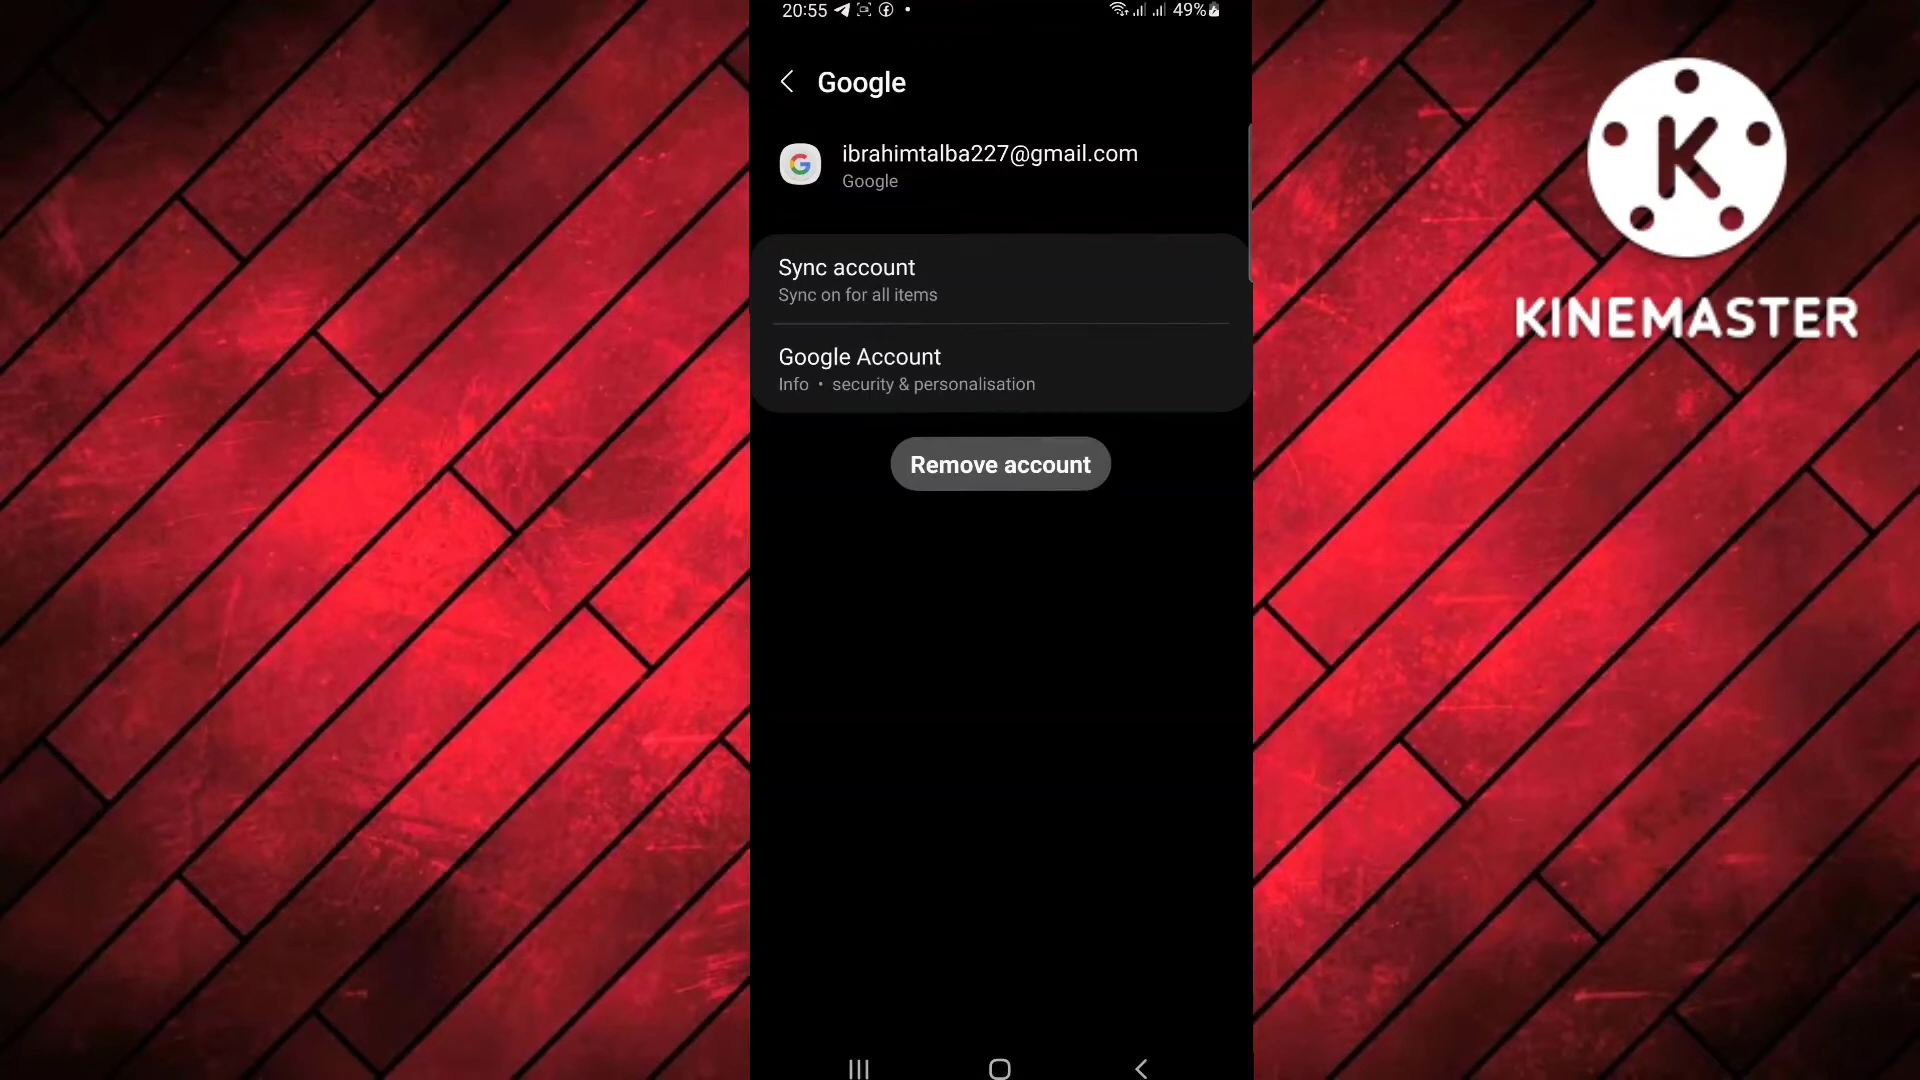 20:55
49%
Google
ibrahimtalba227@gmail.com
Google
Sync account
Sync on for all items
Google Account
Info • security & personalisation
Remove account
K
KINEMASTER